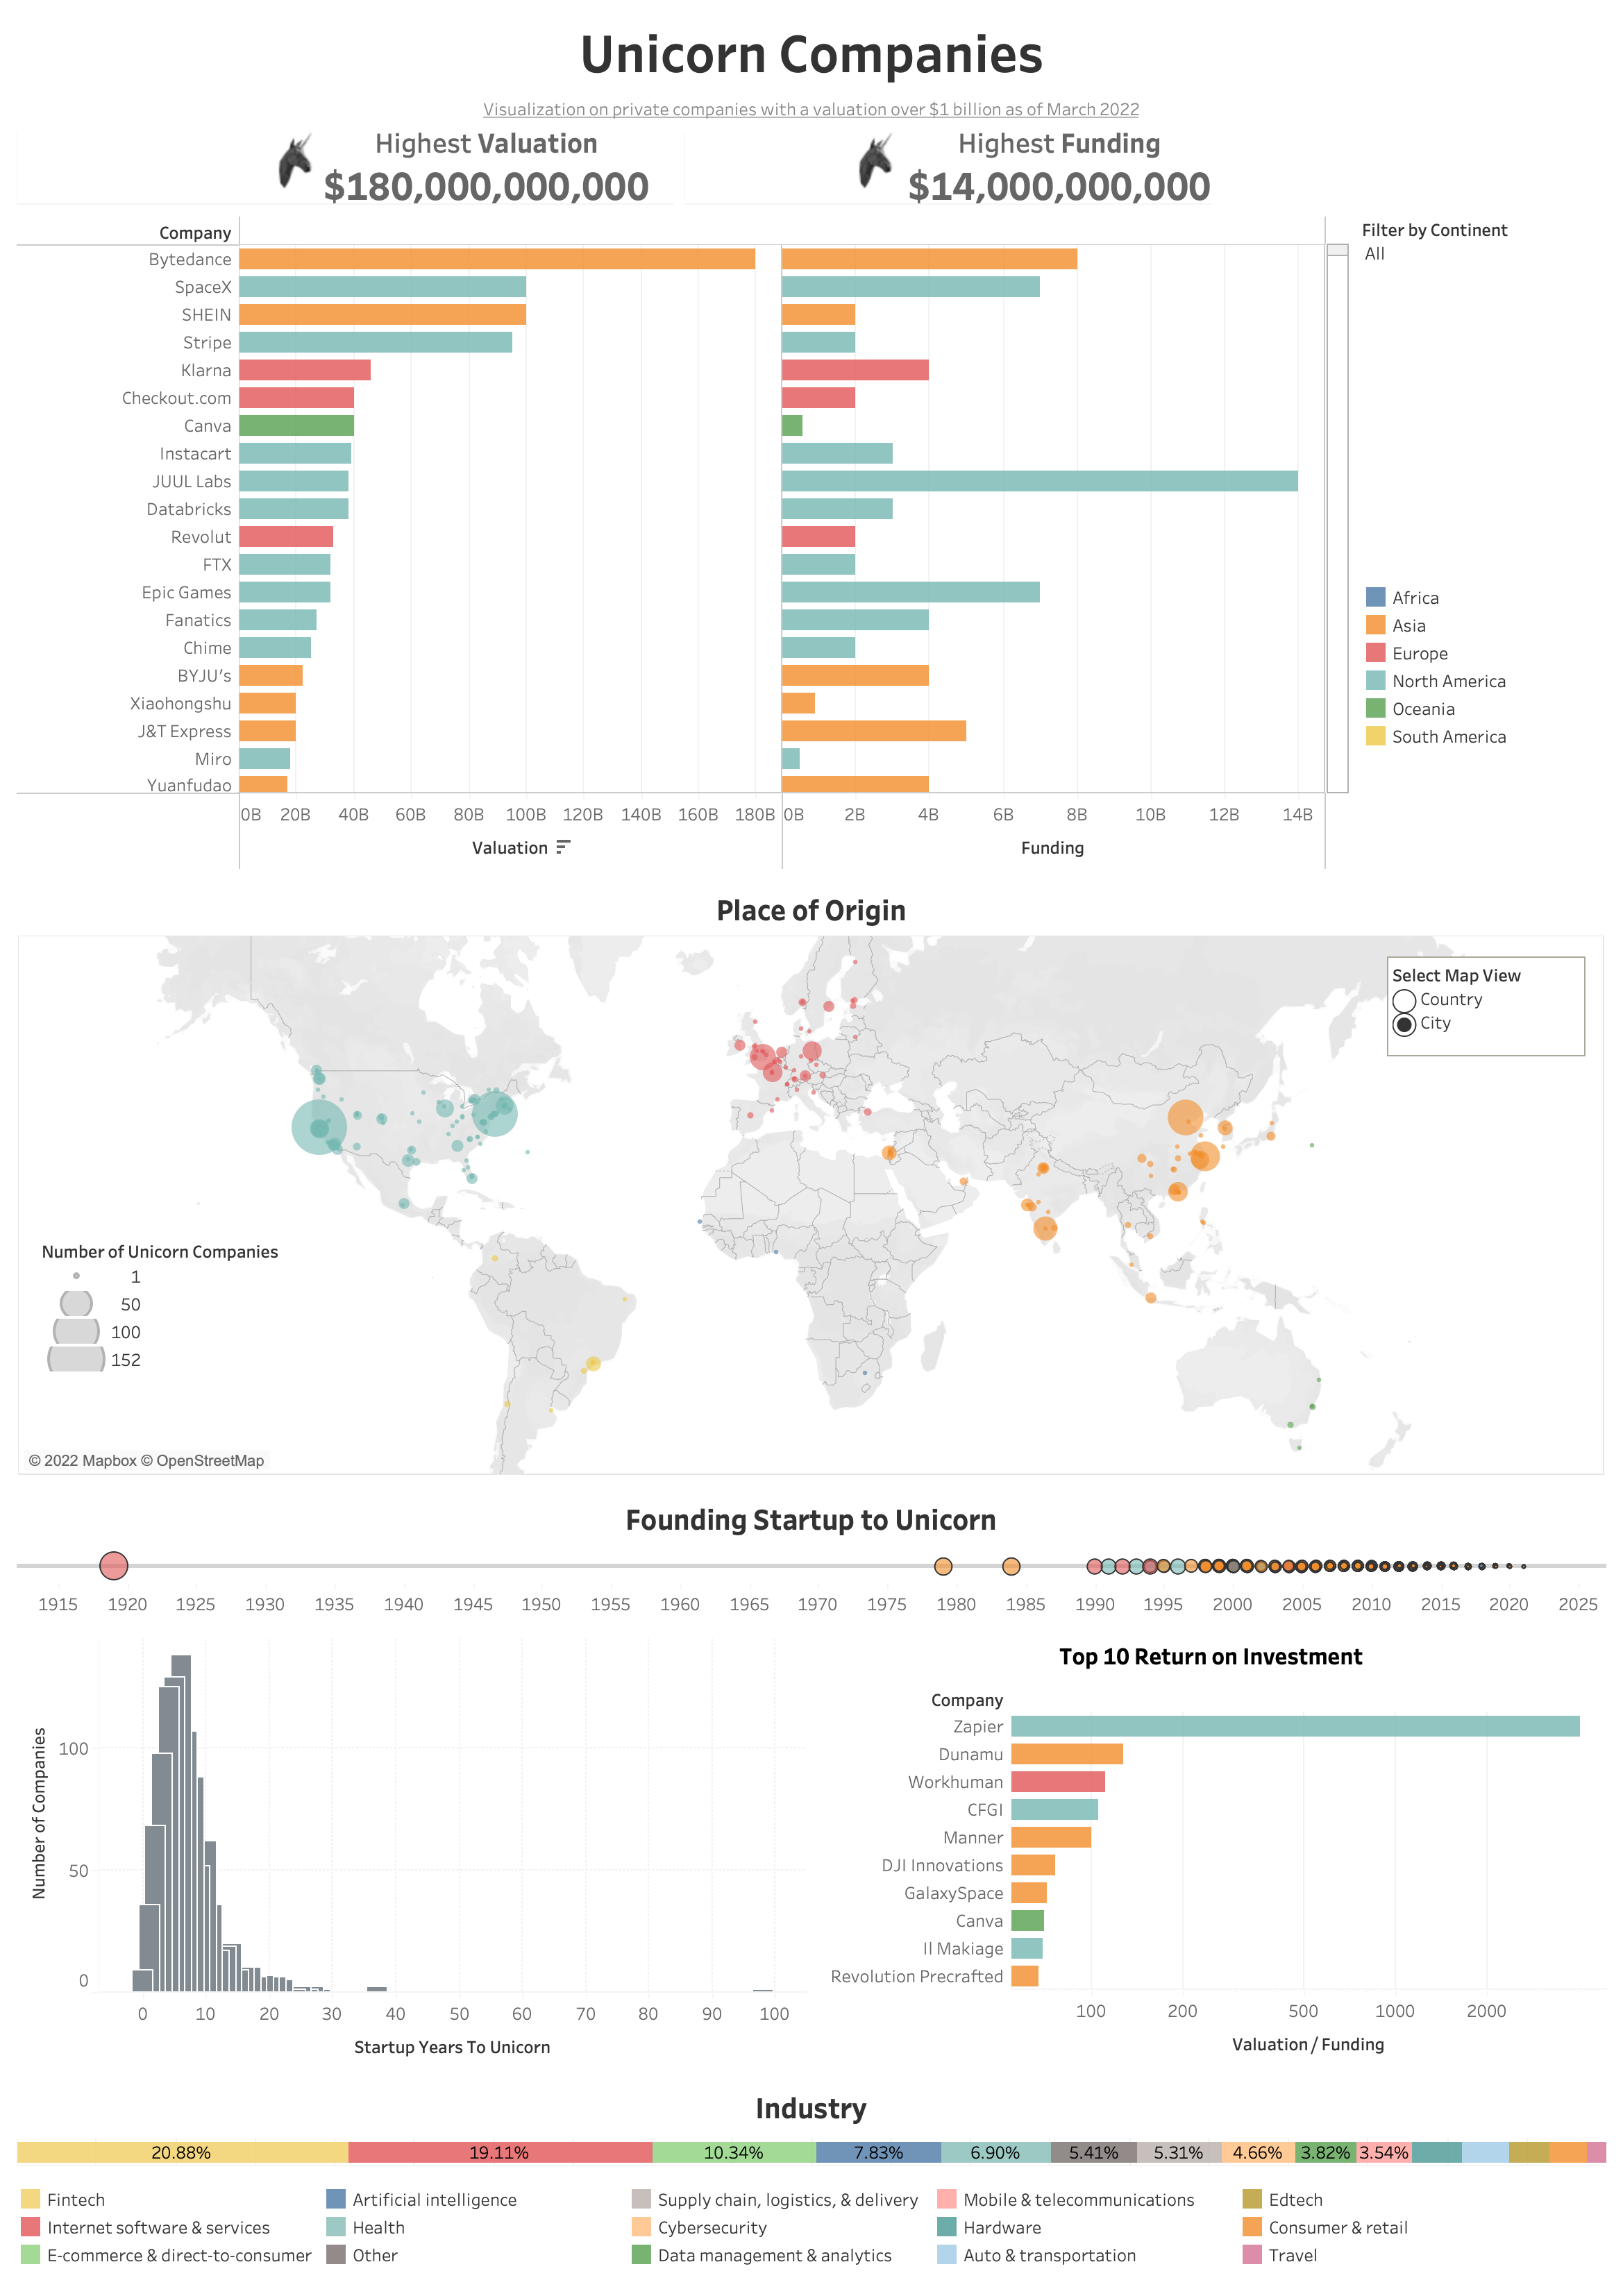 Unicorn Companies
Visualization on private companies with a valuation over $1 billion as of March 2022
Highest Valuation
$180,000,000,000
Highest Funding
$14,000,000,000
Company
Bytedance
SpaceX
SHEIN
Stripe
Klarna
Checkout.com
Canva
Instacart
JUUL Labs
Databricks
Revolut
FTX
Epic Games
Fanatics
Chime
BYJU's
Xiaohongshu
J&T Express
Miro
Yuanfudao
0B 20B 40B 60B 80B 100B 120B 140B 160B 180B
Valuation
0B 2B 4B 6B 8B 10B 12B 14B
Funding
Filter by Continent
All
Africa
Asia
Europe
North America
Oceania
South America
Place of Origin
Select Map View
Country
City
Number of Unicorn Companies
1
50
100
152
© 2022 Mapbox © OpenStreetMap
Founding Startup to Unicorn
1915 1920 1925 1930 1935 1940 1945 1950 1955 1960 1965 1970 1975 1980 1985 1990 1995 2000 2005 2010 2015 2020 2025
Number of Companies
100
50
0
0 10 20 30 40 50 60 70 80 90 100
Startup Years To Unicorn
Top 10 Return on Investment
Company
Zapier
Dunamu
Workhuman
CFGI
Manner
DJI Innovations
GalaxySpace
Canva
Il Makiage
Revolution Precrafted
100 200 500 1000 2000
Valuation / Funding
Industry
20.88% 19.11% 10.34% 7.83% 6.90% 5.41% 5.31% 4.66% 3.82% 3.54%
Fintech
Internet software & services
E-commerce & direct-to-consumer
Artificial intelligence
Health
Other
Supply chain, logistics, & delivery
Cybersecurity
Data management & analytics
Mobile & telecommunications
Hardware
Auto & transportation
Edtech
Consumer & retail
Travel